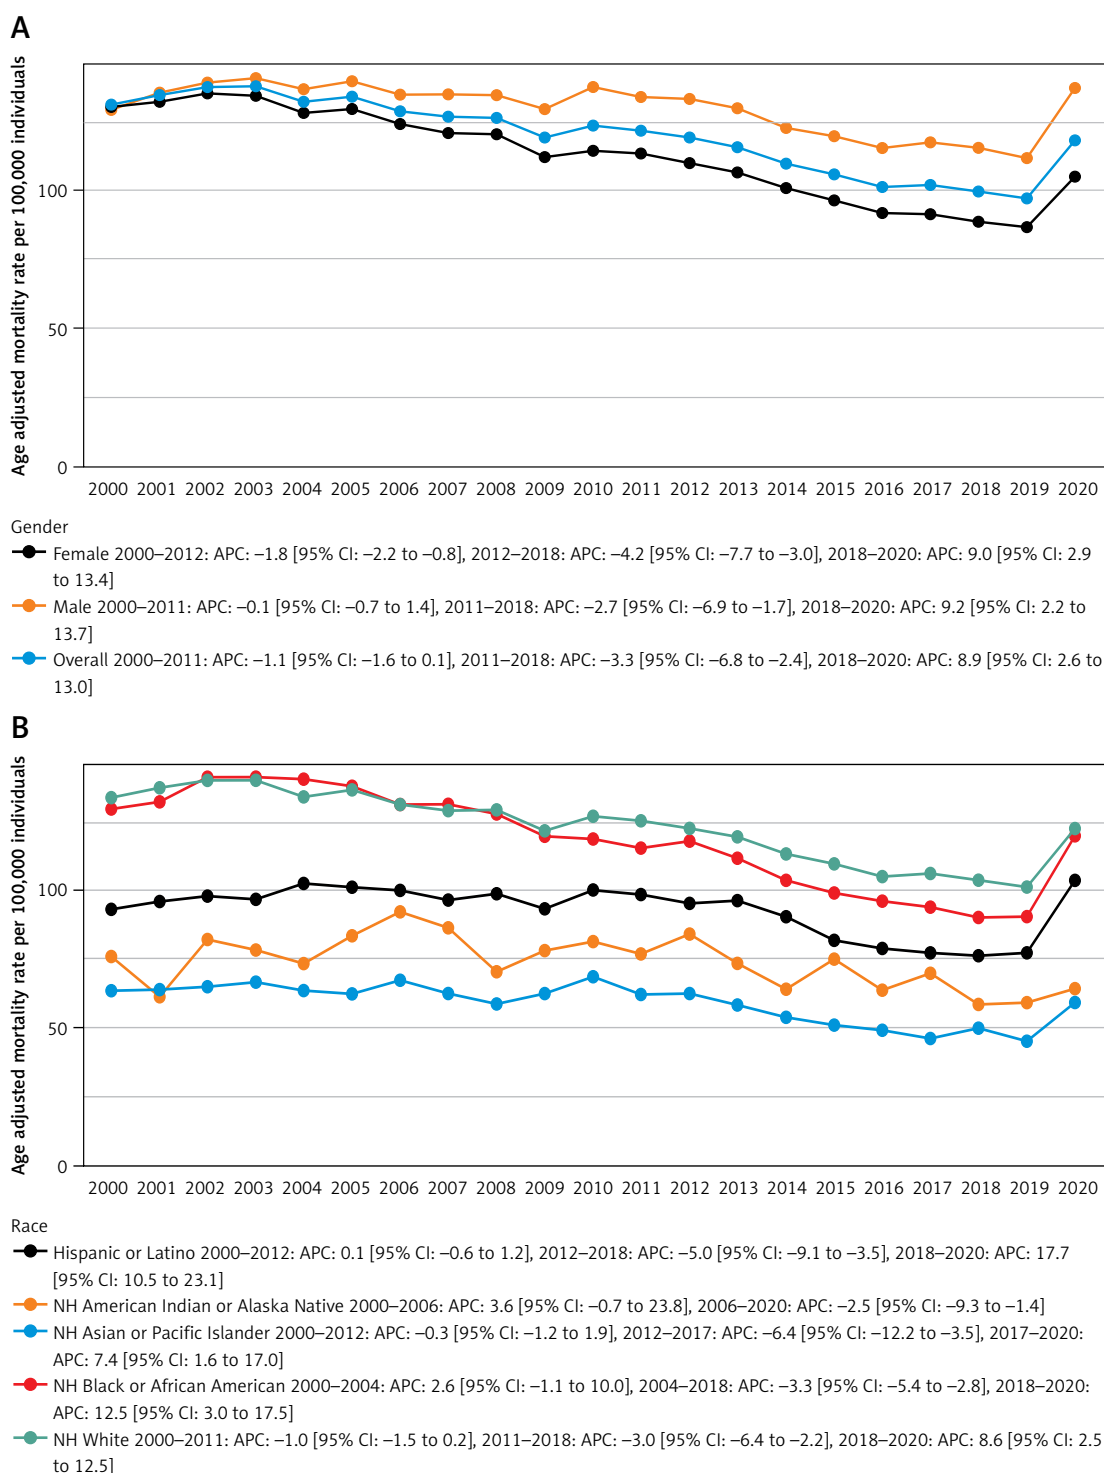 A
Age adjusted mortality rate per 100,000 individuals
100
50
0
2000 2001 2002 2003 2004 2005 2006 2007 2008 2009 2010 2011 2012 2013 2014 2015 2016 2017 2018 2019 2020
Gender
Female 2000–2012: APC: –1.8 [95% CI: –2.2 to –0.8], 2012–2018: APC: –4.2 [95% CI: –7.7 to –3.0], 2018–2020: APC: 9.0 [95% CI: 2.9
to 13.4]
Male 2000–2011: APC: –0.1 [95% CI: –0.7 to 1.4], 2011–2018: APC: –2.7 [95% CI: –6.9 –1.7], 2018–2020: APC: 9.2 [95% CI: 2.2 to
13.7]
Overall 2000–2011: APC: –1.1 [95% CI: –1.6 to 0.1], 2011–2018: APC: –3.3 [95% CI: –6.8 to –2.4], 2018–2020: APC: 8.9 [95% CI: 2.6 to
13.0]
B
Age adjusted mortality rate per 100,000 individuals
100
50
0
2000 2001 2002 2003 2004 2005 2006 2007 2008 2009 2010 2011 2012 2013 2014 2015 2016 2017 2018 2019 2020
Race
Hispanic or Latino 2000–2012: APC: 0.1 [95% CI: –0.6 to 1.2], 2012–2018: APC: –5.0 [95% CI: –9.1 to –3.5], 2018–2020: APC: 17.7
[95% CI: 10.5 to 23.1]
NH American Indian or Alaska Native 2000–2006: APC: 3.6 [95% CI: –0.7 to 23.8], 2006–2020: APC: –2.5 [95% CI: –9.3 to –1.4]
NH Asian or Pacific Islander 2000–2012: APC: –0.3 [95% CI: –1.2 to 1.9], 2012–2017: APC: –6.4 [95% CI: –12.2 to –3.5], 2017–2020:
APC: 7.4 [95% CI: 1.6 to 17.0]
NH Black or African American 2000–2004: APC: 2.6 [95% CI: –1.1 to 10.0], 2004–2018: APC: –3.3 [95% CI: –5.4 to –2.8], 2018–2020:
APC: 12.5 [95% CI: 3.0 to 17.5]
NH White 2000–2011: APC: –1.0 [95% CI: –1.5 to 0.2], 2011–2018: APC: –3.0 [95% CI: –6.4 to –2.2], 2018–2020: APC: 8.6 [95% CI: 2.5
to 12.5]